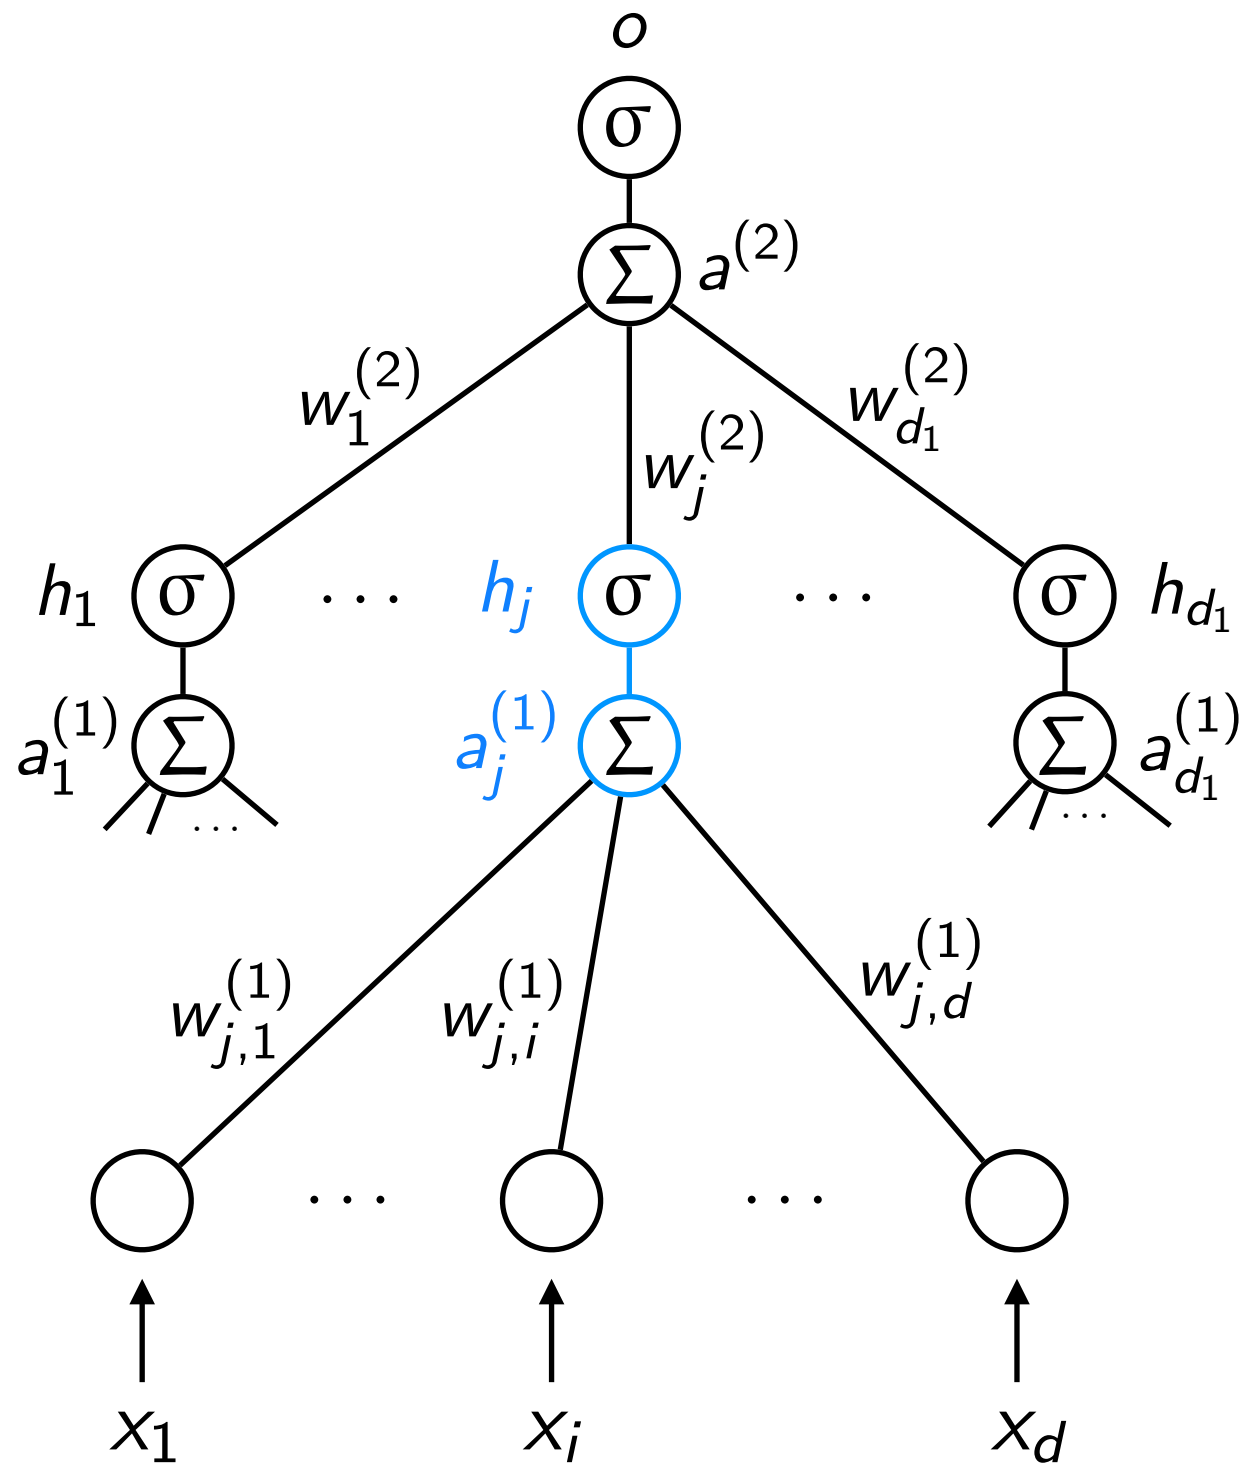 o
σ
Σ a^(2)
w_1^(2) w_j^(2) w_{d_1}^(2)
h_1 σ ... h_j σ ... σ h_{d_1}
a_1^(1) Σ a_j^(1) Σ Σ a_{d_1}^(1)
... ...
w_{j,1}^(1) w_{j,i}^(1) w_{j,d}^(1)
... ...
x_1 x_i x_d